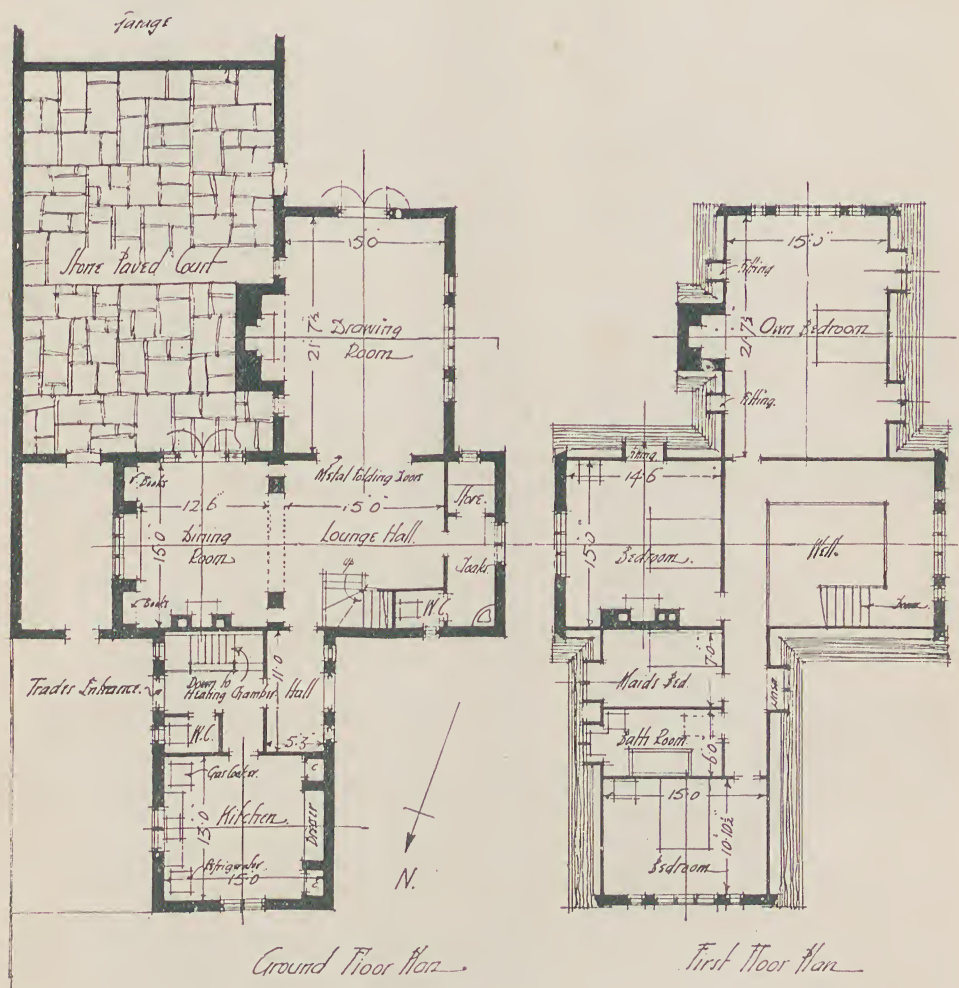 Garage
Stone Paved Court
15'.0"
21'.7½
Drawing
Room
Metal Folding Doors
Books
12.6
15.0
Dining
Room
15'.0"
Lounge Hall.
Store.
Cloaks.
up
W.C.
Books
Trades Entrance.
Down to
Heating Chamber
Hall
11'.0
5'.3"
W.C.
Gas Cooker.
C
Kitchen
13'.0
Dresser
Refrigerator.
15.0
N.
Ground Floor Plan.
15'.0"
Fitting
21'.7½
Own Bedroom
Fitting.
Fitting
14.6
15'.0"
Bedroom.
Well.
Down
7'.0
Maids Bed.
Linen
Bath Room
6'.0
15'.0
10'.10½
Bedroom
First Floor Plan